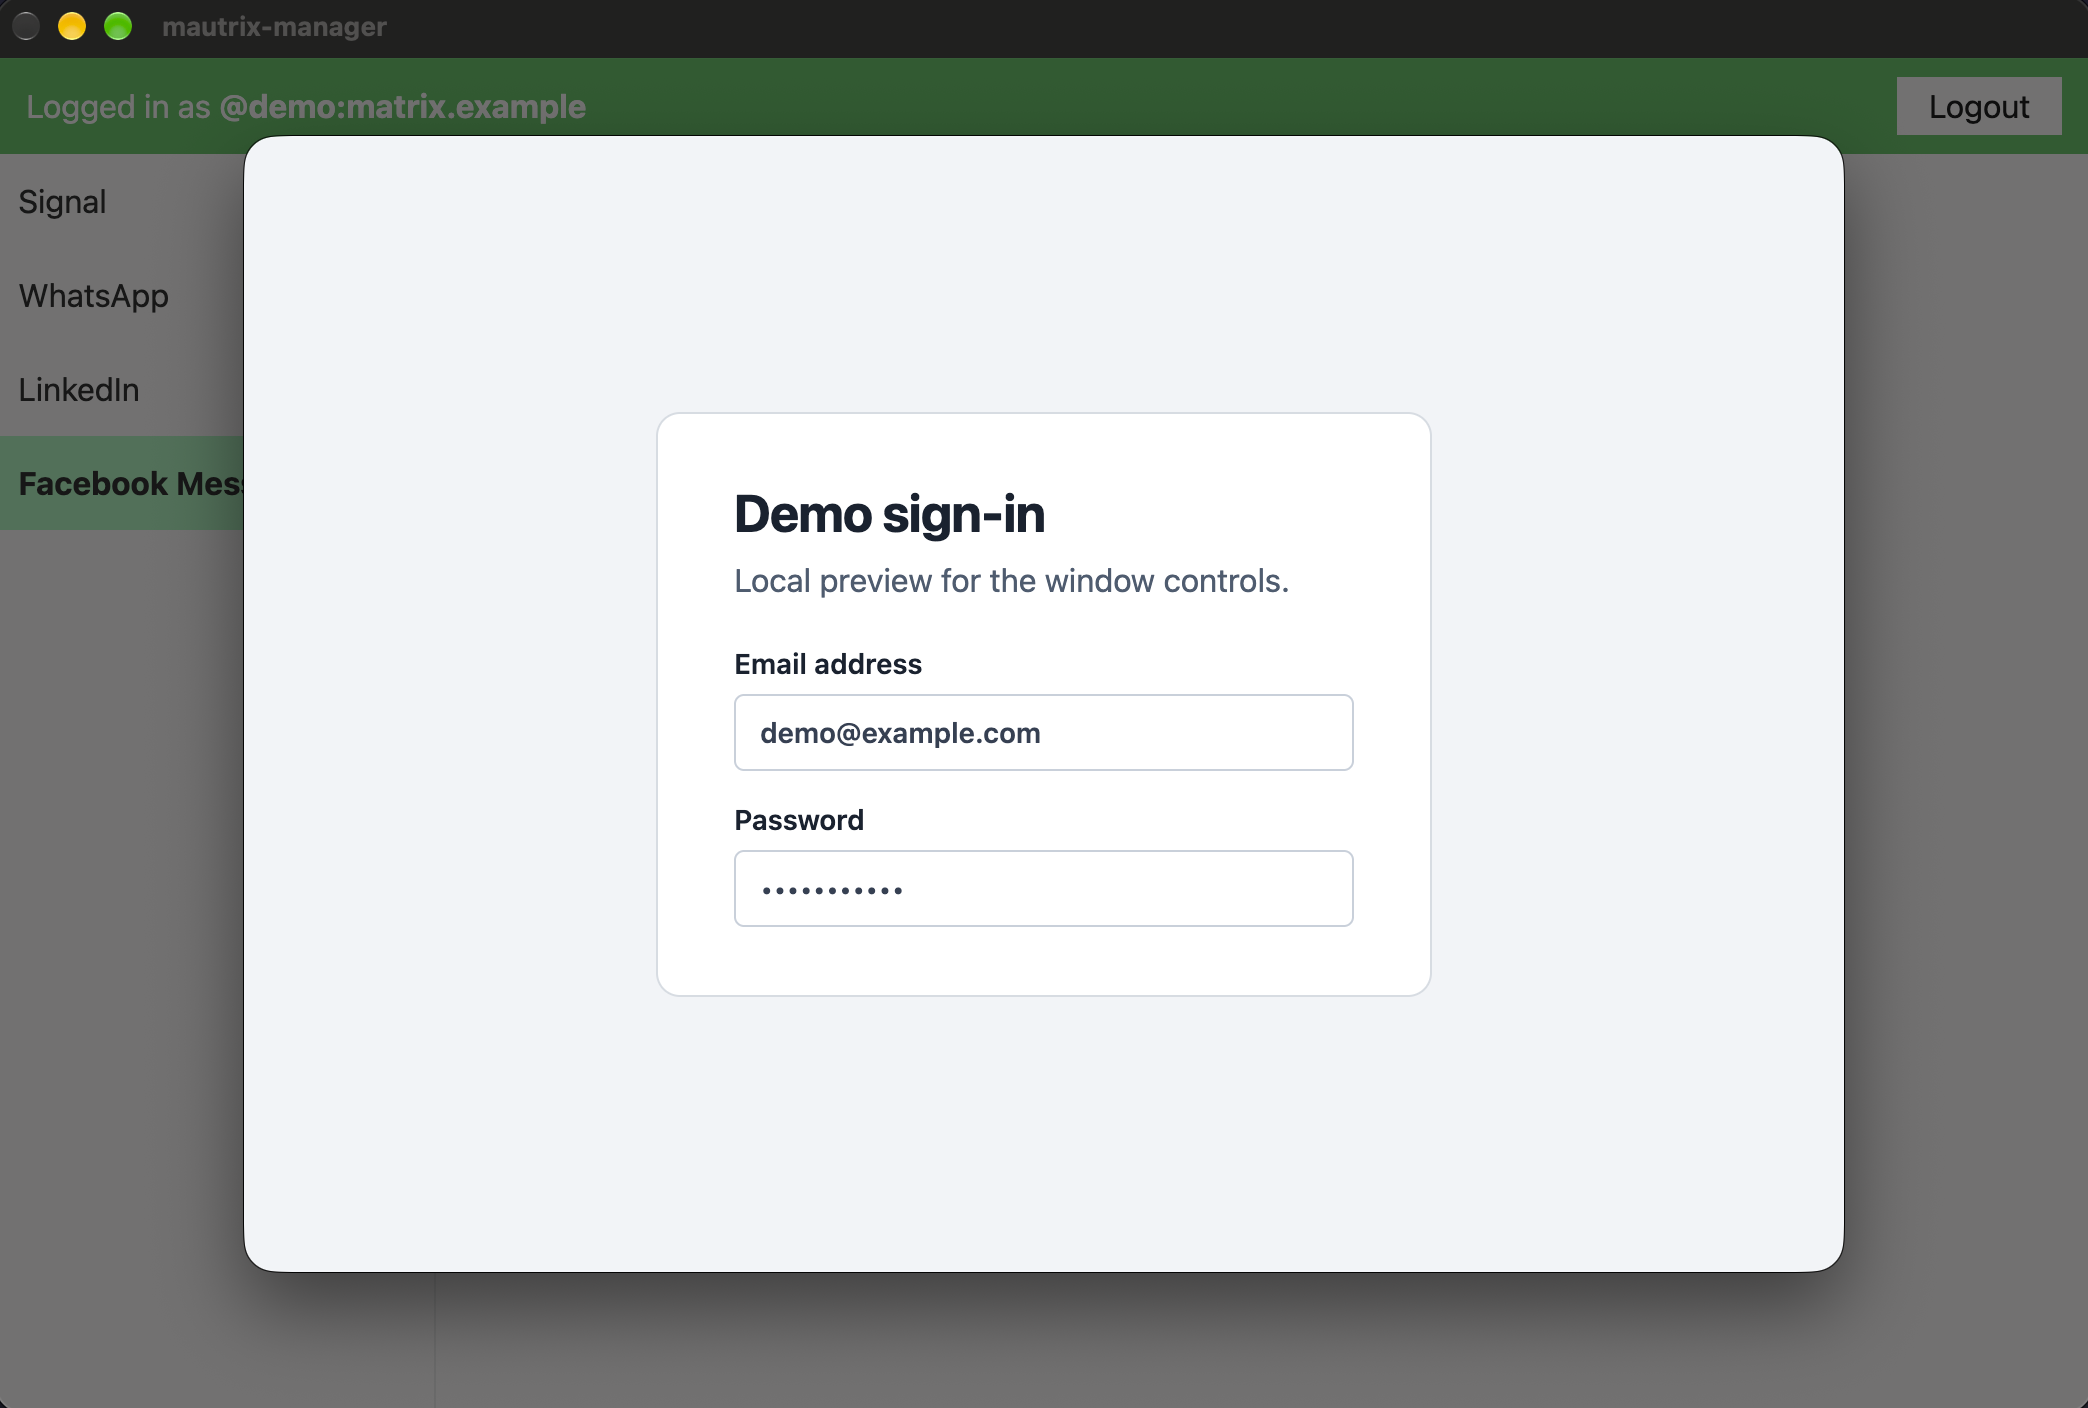 mautrix-manager
Logged in as @demo:matrix.example
Logout
Signal
WhatsApp
LinkedIn
Facebook Mess
Demo sign-in
Local preview for the window controls.
Email address
demo@example.com
Password
•••••••••••